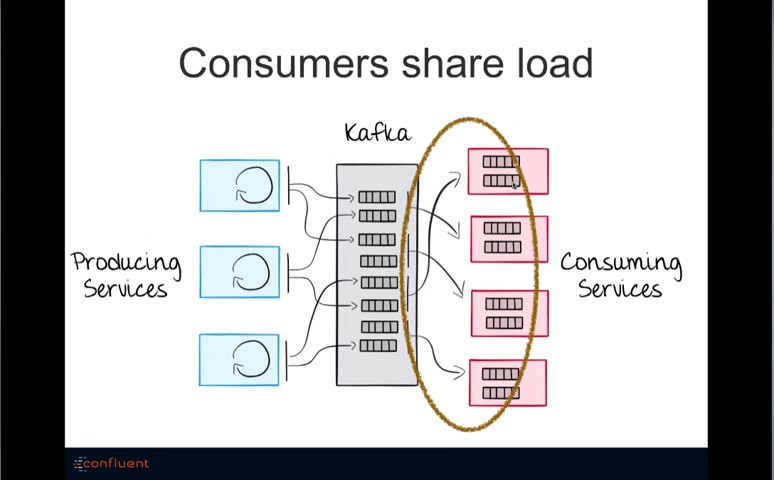 Consumers share load
Kafka
Producing
Services
Consuming
Services
confluent